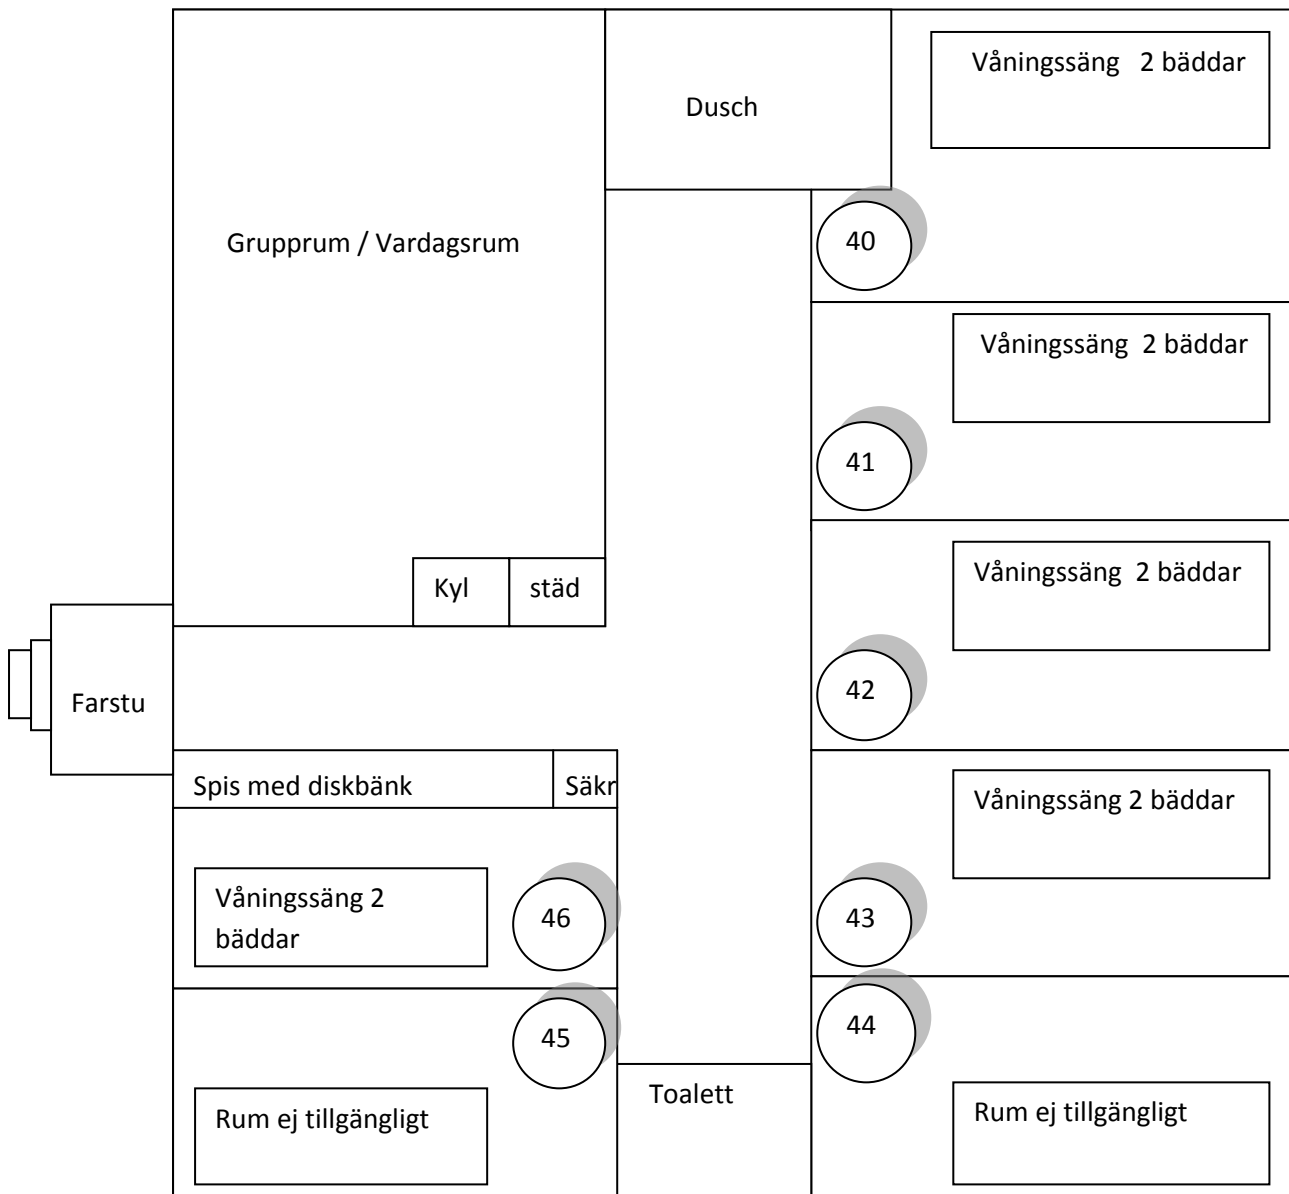 Våningssäng 2 bäddar
Dusch
Grupprum / Vardagsrum
40
Våningssäng 2 bäddar
41
Kyl
städ
Våningssäng 2 bäddar
42
Farstu
Spis med diskbänk
Säkr
Våningssäng 2 bäddar
Våningssäng 2
bäddar
46
43
45
44
Toalett
Rum ej tillgängligt
Rum ej tillgängligt